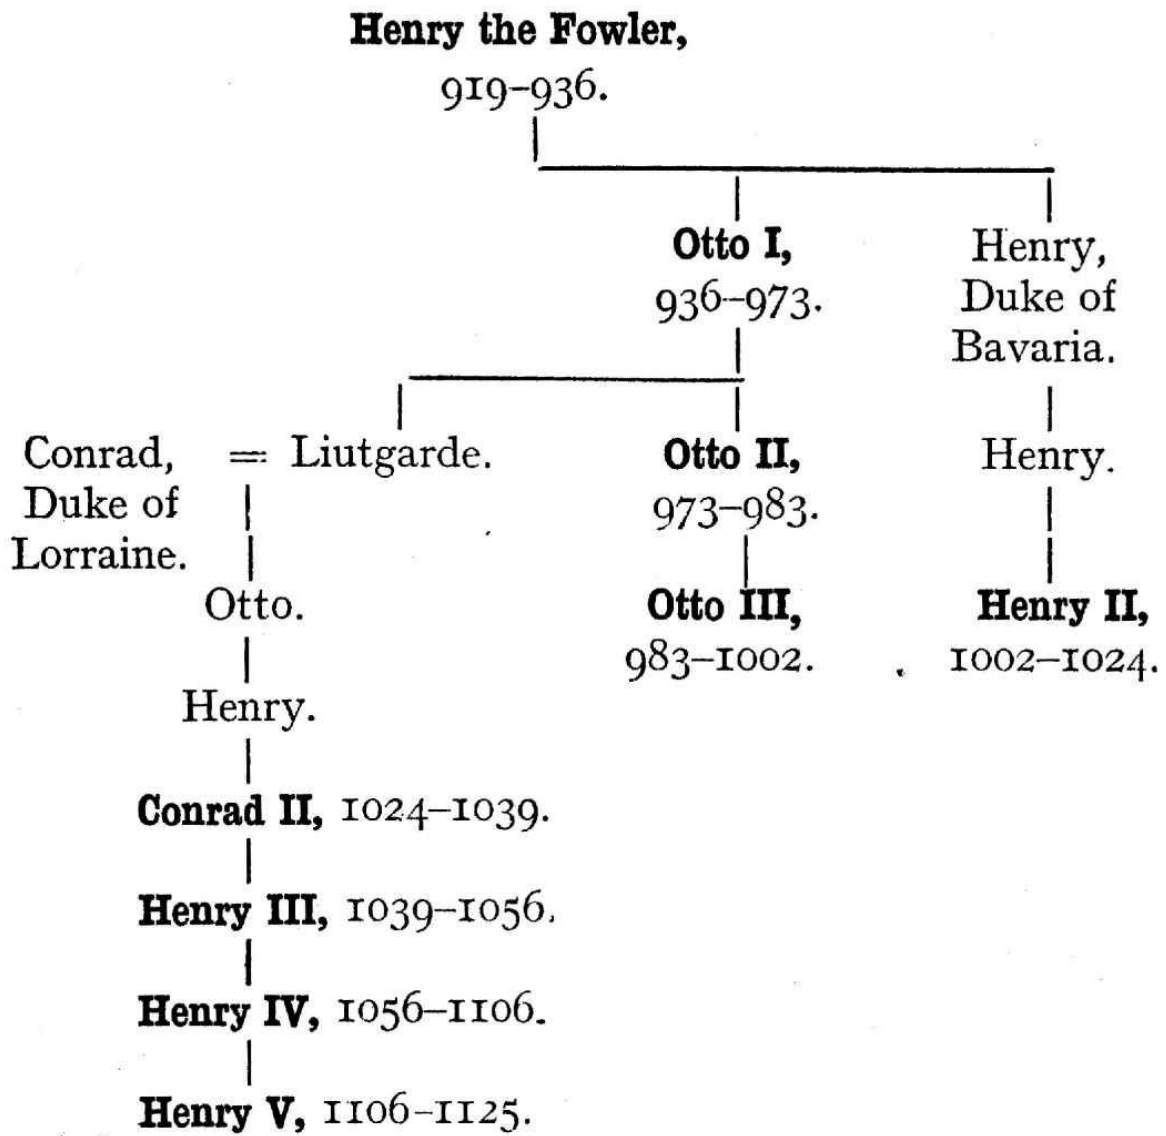 Henry the Fowler,
919–936.
Otto I,
936–973.
Henry,
Duke of
Bavaria.
Conrad,
Duke of
Lorraine.
= Liutgarde.
Otto II,
973–983.
Henry.
Otto.
Otto III,
983–1002.
Henry II,
1002–1024.
Henry.
Conrad II, 1024–1039.
Henry III, 1039–1056.
Henry IV, 1056–1106.
Henry V, 1106–1125.